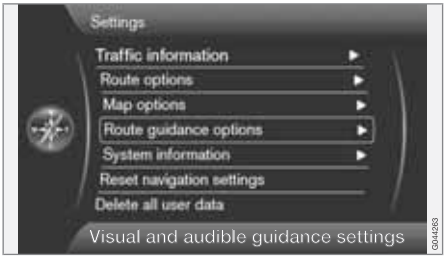 Settings
Traffic information
Route options
Map options
Route guidance options
System information
Reset navigation settings
Delete all user data
Visual and audible guidance settings
G044263